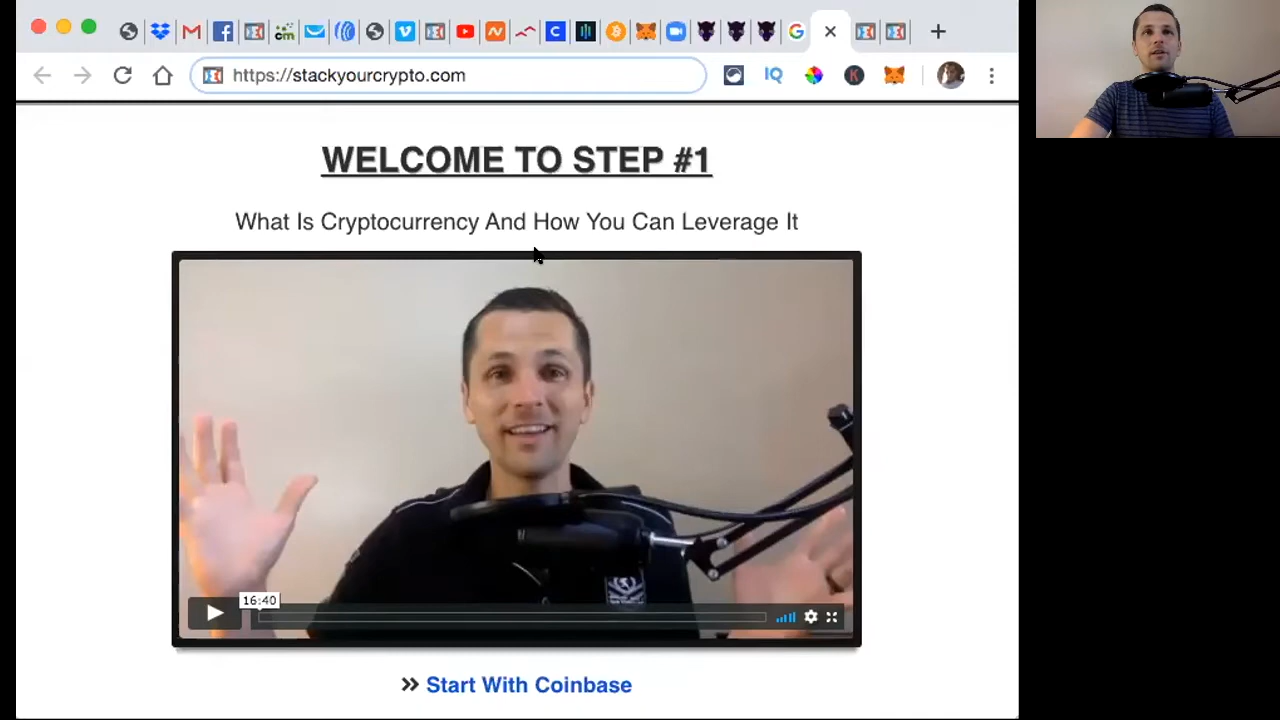 https://stackyourcrypto.com
WELCOME TO STEP #1
What Is Cryptocurrency And How You Can Leverage It
16:40
Start With Coinbase